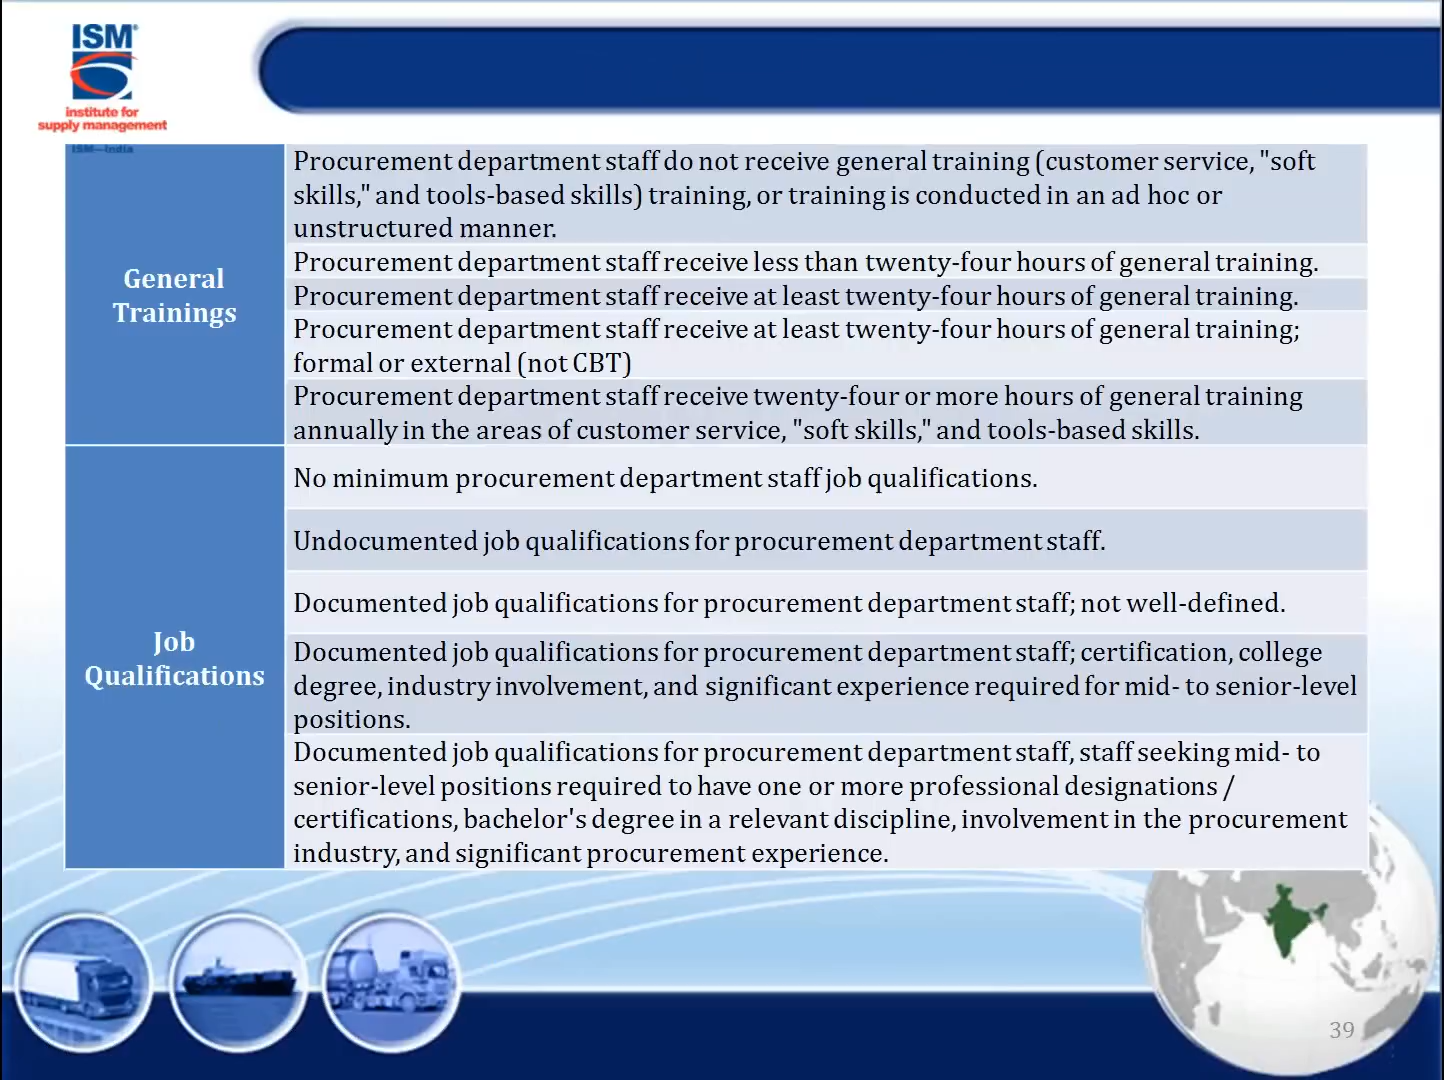 ISM
institute for
supply management
ISM—India
General
Trainings
Procurement department staff do not receive general training (customer service, "soft
skills," and tools-based skills) training, or training is conducted in an ad hoc or
unstructured manner.
Procurement department staff receive less than twenty-four hours of general training.
Procurement department staff receive at least twenty-four hours of general training.
Procurement department staff receive at least twenty-four hours of general training;
formal or external (not CBT)
Procurement department staff receive twenty-four or more hours of general training
annually in the areas of customer service, "soft skills," and tools-based skills.
Job
Qualifications
No minimum procurement department staff job qualifications.
Undocumented job qualifications for procurement department staff.
Documented job qualifications for procurement department staff; not well-defined.
Documented job qualifications for procurement department staff; certification, college
degree, industry involvement, and significant experience required for mid- to senior-level
positions.
Documented job qualifications for procurement department staff, staff seeking mid- to
senior-level positions required to have one or more professional designations /
certifications, bachelor's degree in a relevant discipline, involvement in the procurement
industry, and significant procurement experience.
39